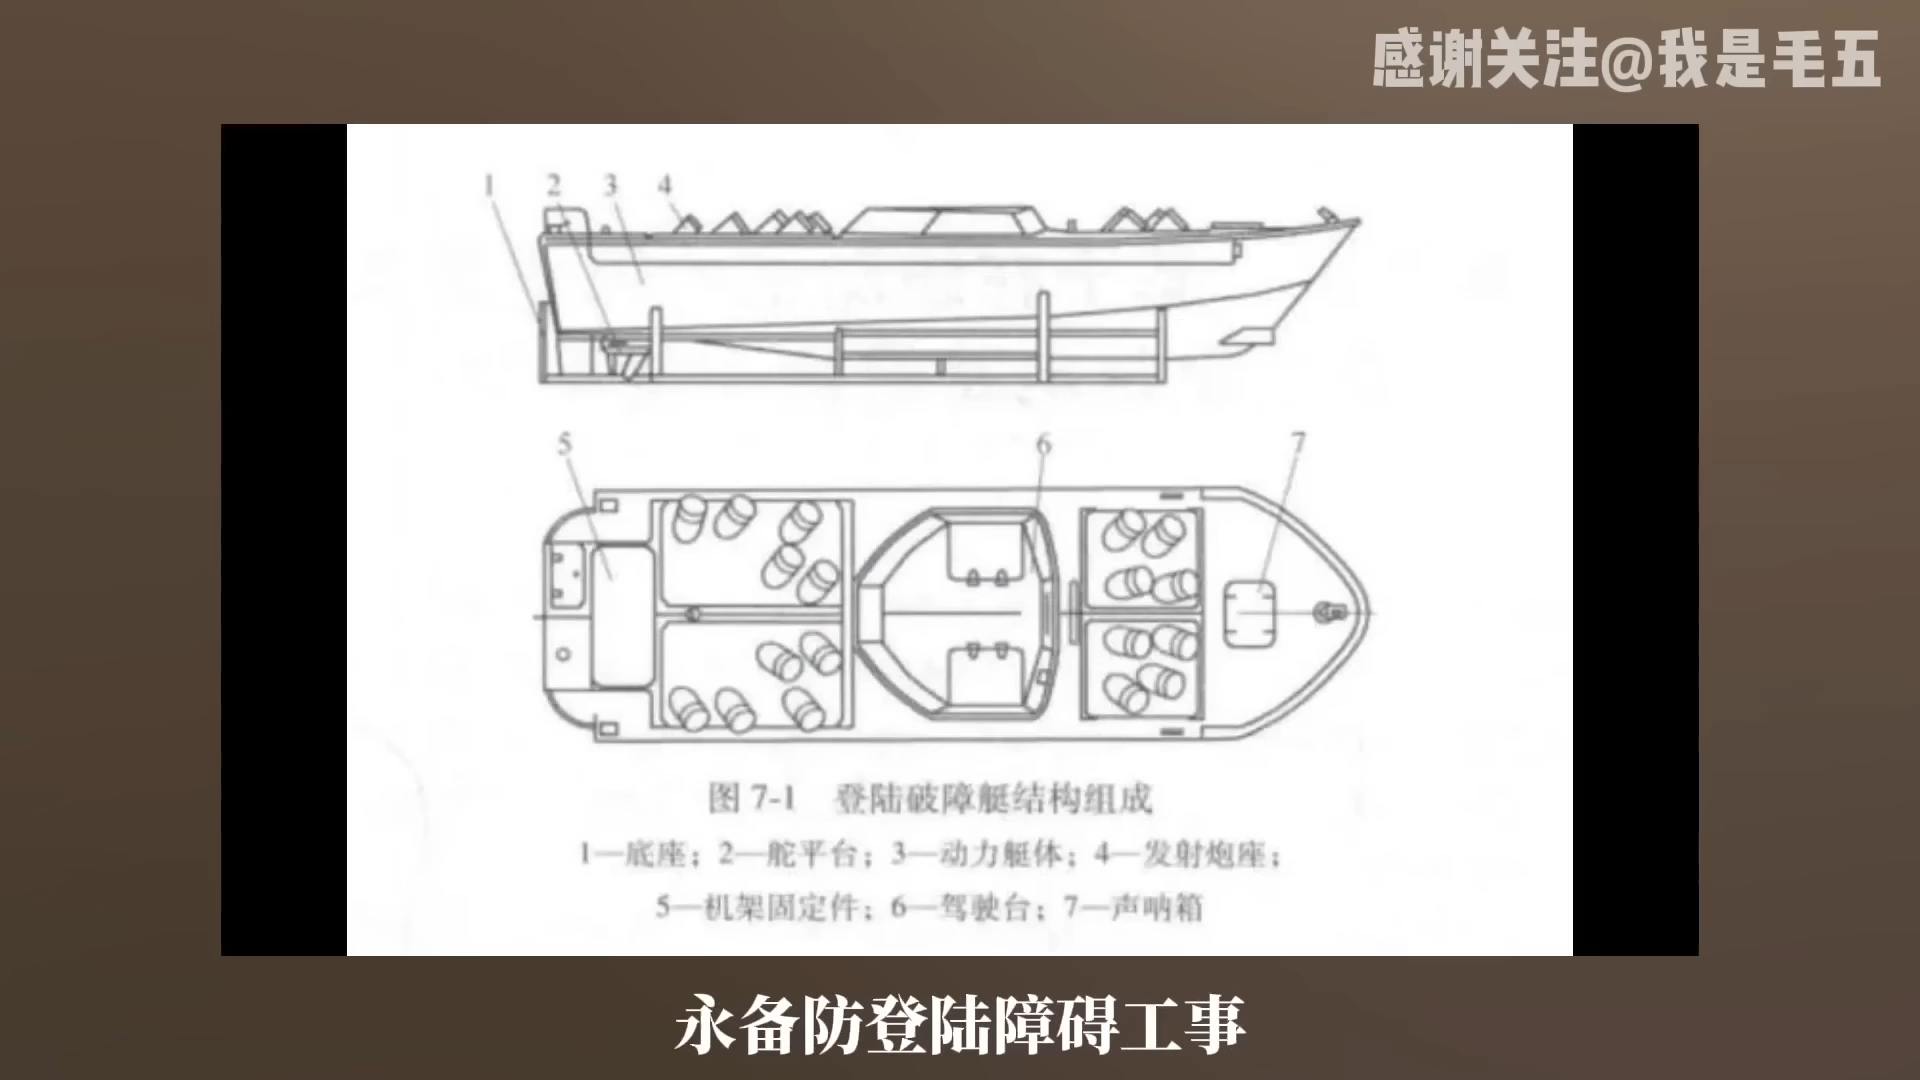 感谢关注@我是毛五
1 2 3 4
5 6 7
图 7-1 登陆破障艇结构组成
1—底座；2—舵平台；3—动力艇体；4—发射炮座；
5—机架固定件；6—驾驶台；7—声呐箱
永备防登陆障碍工事